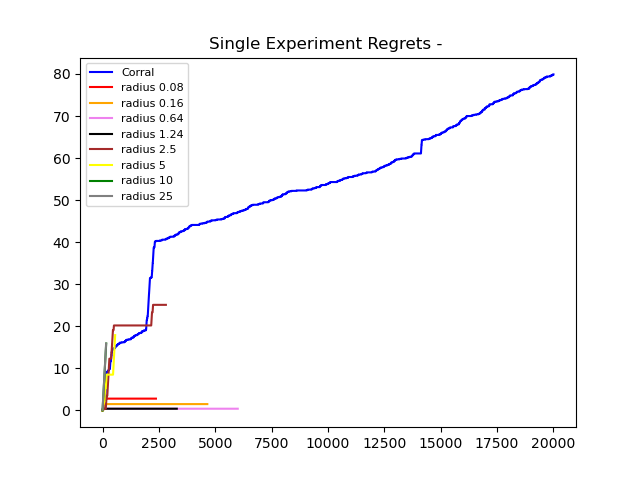 Single Experiment Regrets -
80
70
60
50
40
30
20
10
0
Corral
radius 0.08
radius 0.16
radius 0.64
radius 1.24
radius 2.5
radius 5
radius 10
radius 25
0 2500 5000 7500 10000 12500 15000 17500 20000